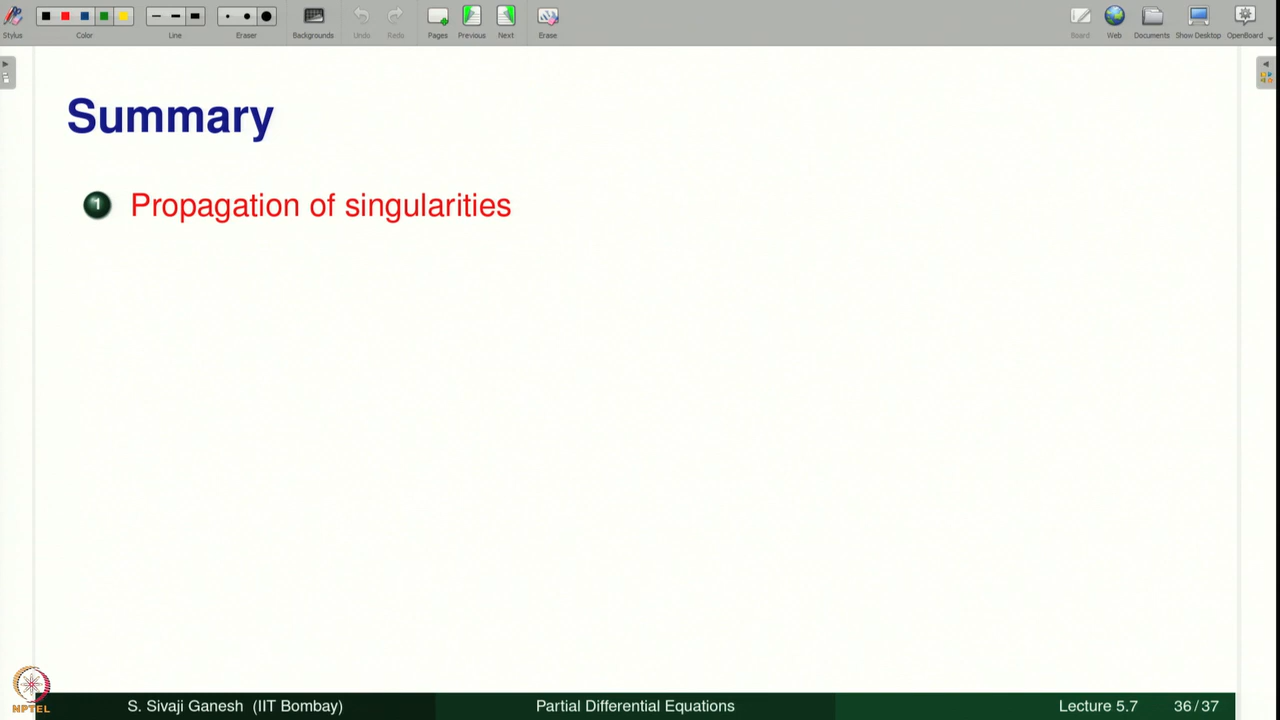 Stylus
Color
Line
Eraser
Backgrounds
Undo
Redo
Pages
Previous
Next
Erase
Board
Web
Documents
Show Desktop
OpenBoard
Summary
1 Propagation of singularities
NPTEL
S. Sivaji Ganesh (IIT Bombay)
Partial Differential Equations
Lecture 5.7
36/37